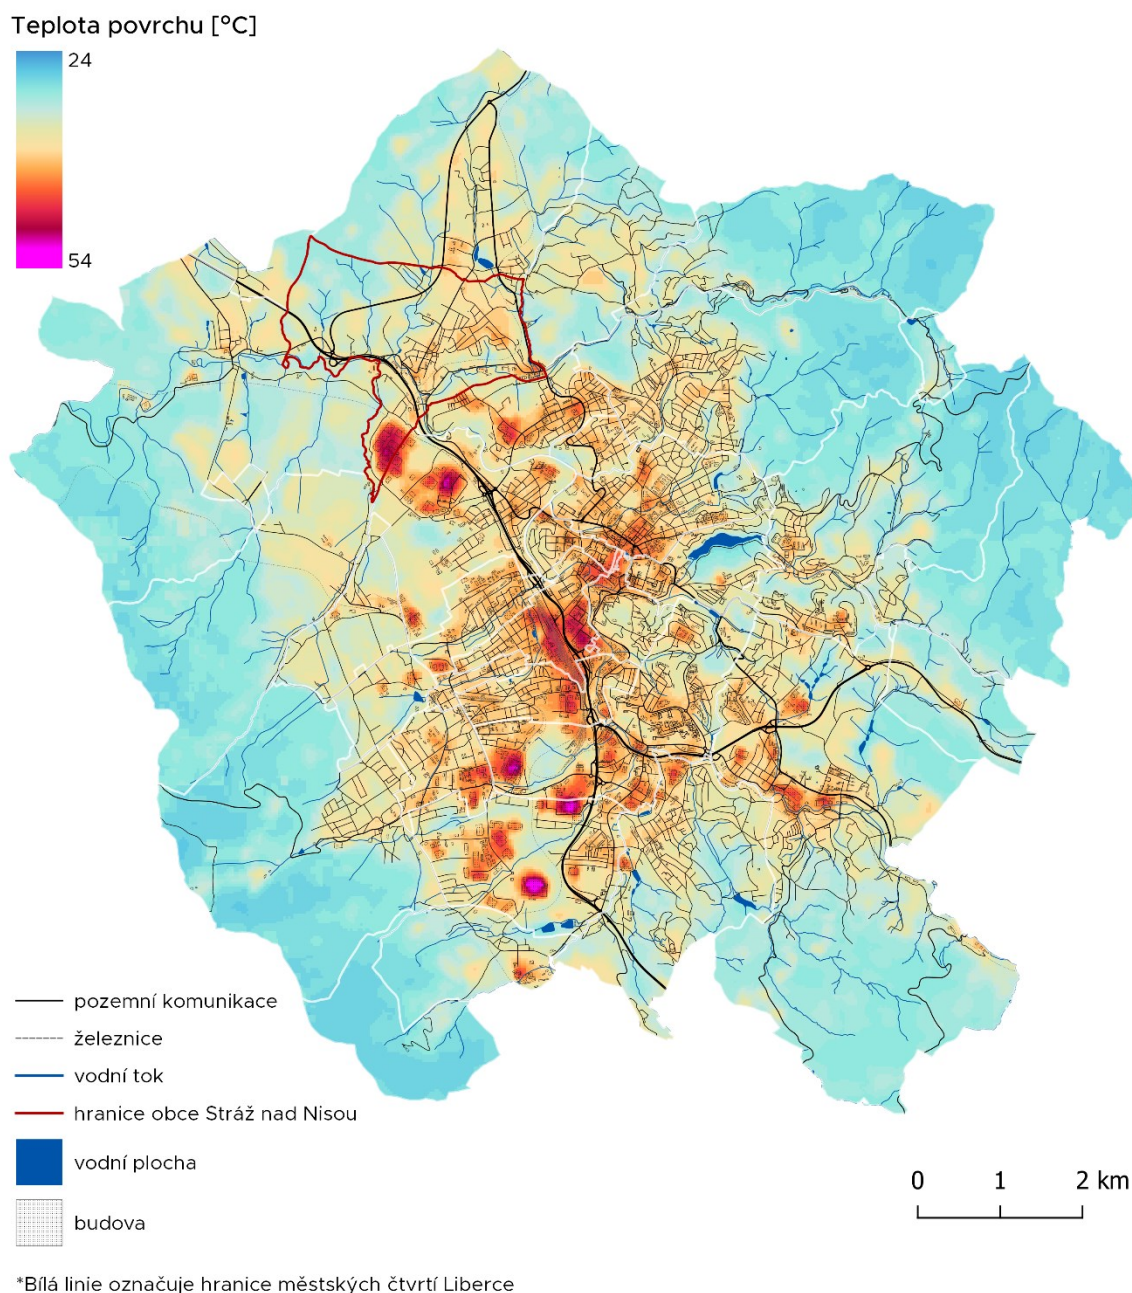 Teplota povrchu [°C]
24
54
pozemní komunikace
železnice
vodní tok
hranice obce Stráž nad Nisou
vodní plocha
budova
0 1 2 km
*Bílá linie označuje hranice městských čtvrtí Liberce